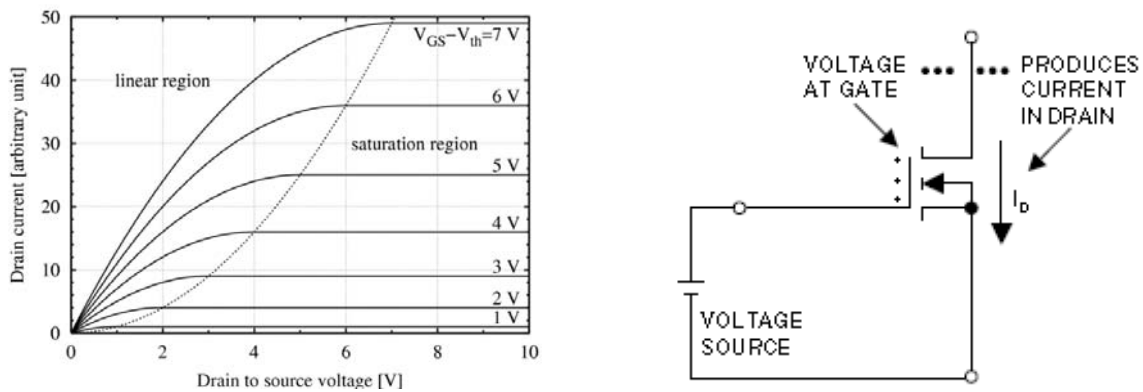 50
40
30
20
10
0
Drain current [arbitrary unit]
linear region
V_GS−V_th=7 V
6 V
saturation region
5 V
4 V
3 V
2 V
1 V
0
2
4
6
8
10
Drain to source voltage [V]
VOLTAGE
AT GATE
PRODUCES
CURRENT
IN DRAIN
I_D
VOLTAGE
SOURCE